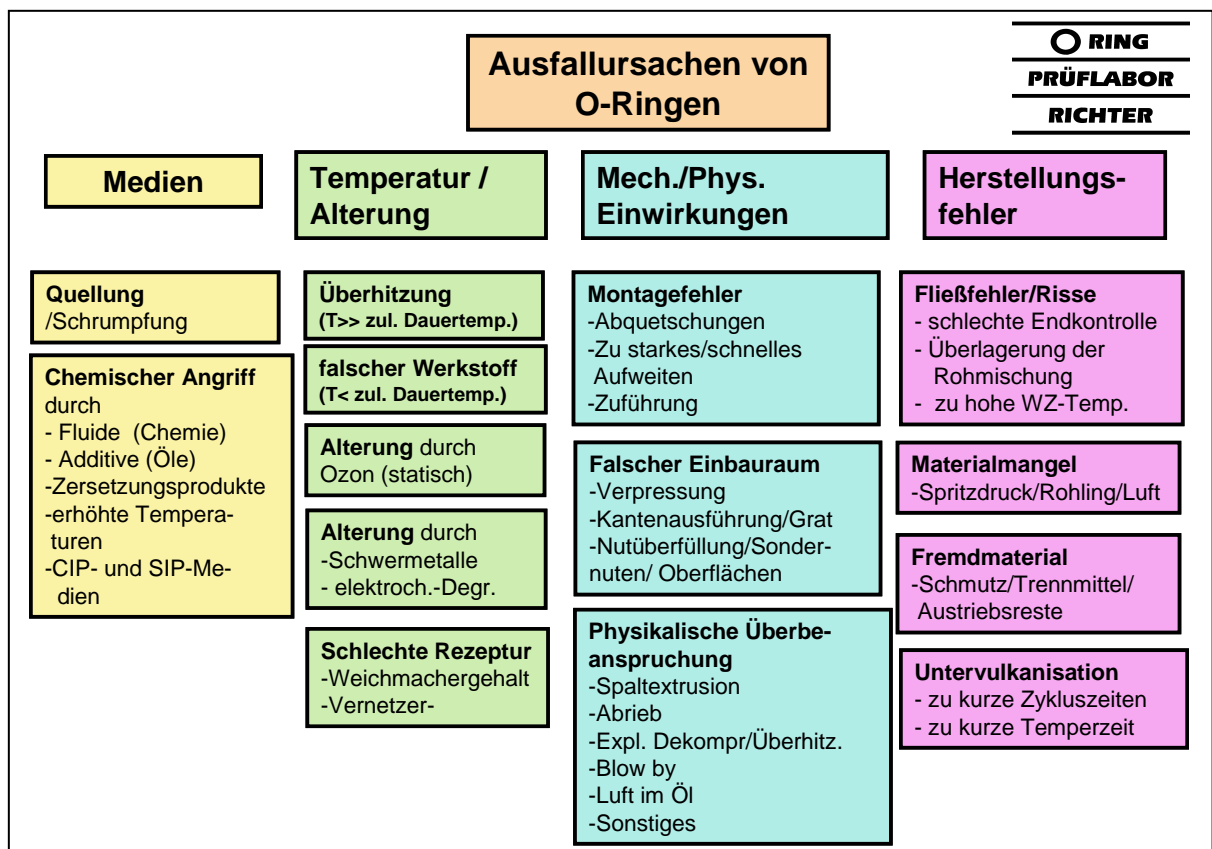 Ausfallursachen von
O-Ringen
O RING
PRÜFLABOR
RICHTER
Medien
Quellung
/Schrumpfung
Chemischer Angriff
durch
- Fluide (Chemie)
- Additive (Öle)
-Zersetzungsprodukte
-erhöhte Tempera-
turen
-CIP- und SIP-Me-
dien
Temperatur /
Alterung
Überhitzung
(T>> zul. Dauertemp.)
falscher Werkstoff
(T< zul. Dauertemp.)
Alterung durch
Ozon (statisch)
Alterung durch
-Schwermetalle
- elektroch.-Degr.
Schlechte Rezeptur
-Weichmachergehalt
-Vernetzer-
Mech./Phys.
Einwirkungen
Montagefehler
-Abquetschungen
-Zu starkes/schnelles
Aufweiten
-Zuführung
Falscher Einbauraum
-Verpressung
-Kantenausführung/Grat
-Nutüberfüllung/Sonder-
nuten/ Oberflächen
Physikalische Überbe-
anspruchung
-Spaltextrusion
-Abrieb
-Expl. Dekompr/Überhitz.
-Blow by
-Luft im Öl
-Sonstiges
Herstellungs-
fehler
Fließfehler/Risse
- schlechte Endkontrolle
- Überlagerung der
Rohmischung
- zu hohe WZ-Temp.
Materialmangel
-Spritzdruck/Rohling/Luft
Fremdmaterial
-Schmutz/Trennmittel/
Austriebsreste
Untervulkanisation
- zu kurze Zykluszeiten
- zu kurze Temperzeit